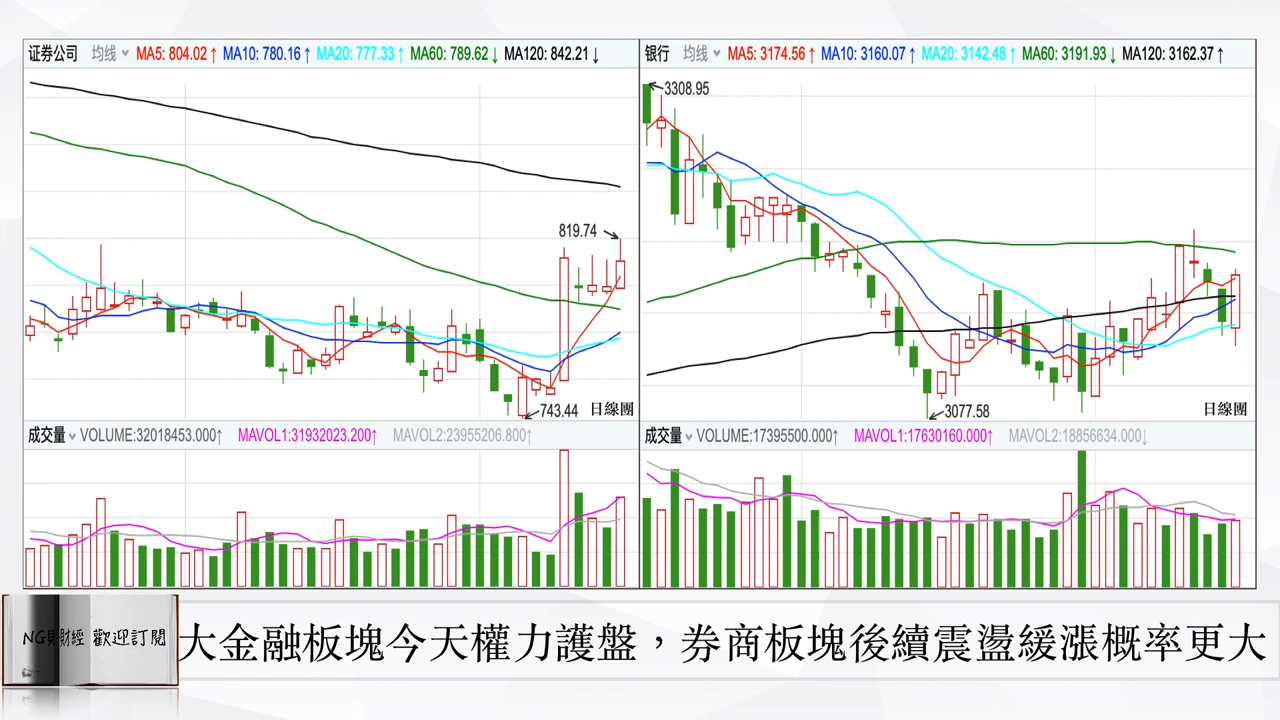 证券公司 均线 MA5: 804.02↑ MA10: 780.16↑ MA20: 777.33↑ MA60: 789.62↓ MA120: 842.21↓
819.74
743.44 日線圖
成交量 VOLUME:32018453.000↑ MAVOL1:31932023.200↑ MAVOL2:23955206.800↑
银行 均线 MA5: 3174.56↑ MA10: 3160.07↑ MA20: 3142.48↑ MA60: 3191.93↓ MA120: 3162.37↑
3308.95
3077.58 日線圖
成交量 VOLUME:17395500.000↑ MAVOL1:17630160.000↑ MAVOL2:18856634.000↓
NG財經 歡迎訂閱
大金融板塊今天權力護盤，券商板塊後續震盪緩漲概率更大